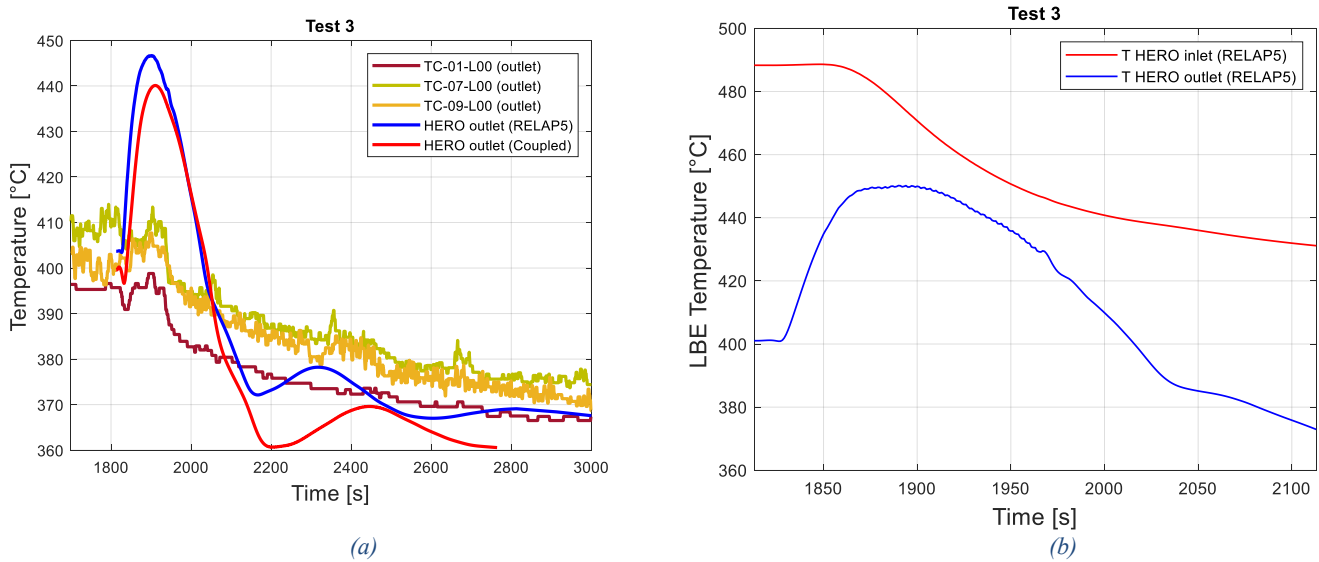 Test 3
450
440
430
420
410
400
390
380
370
360
Temperature [°C]
TC-01-L00 (outlet)
TC-07-L00 (outlet)
TC-09-L00 (outlet)
HERO outlet (RELAP5)
HERO outlet (Coupled)
1800 2000 2200 2400 2600 2800 3000
Time [s]
(a)
Test 3
500
480
460
440
420
400
380
360
LBE Temperature [°C]
T HERO inlet (RELAP5)
T HERO outlet (RELAP5)
1850 1900 1950 2000 2050 2100
Time [s]
(b)